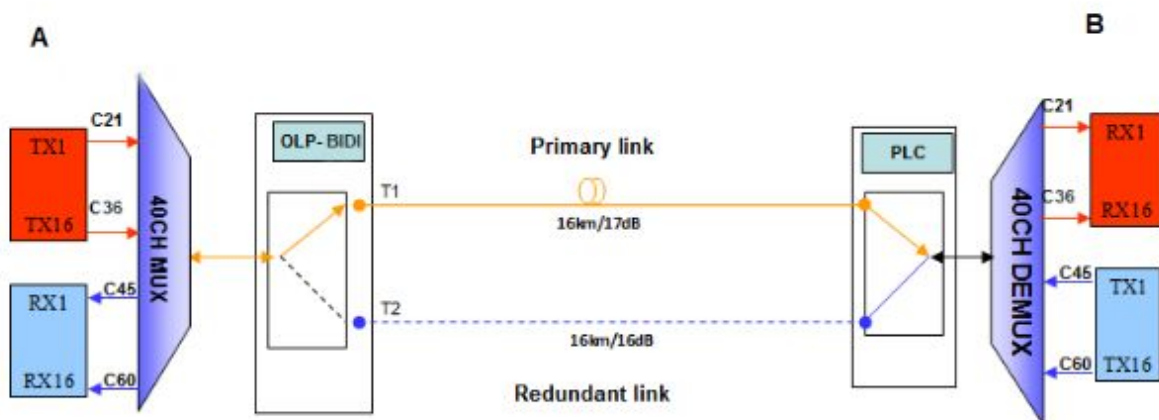 A
B
C21
TX1
C36
TX16
C45
RX1
C60
RX16
40CH MUX
OLP- BIDI
T1
T2
Primary link
16km/17dB
16km/16dB
Redundant link
PLC
40CH DEMUX
C21
RX1
C36
RX16
C45
TX1
C60
TX16